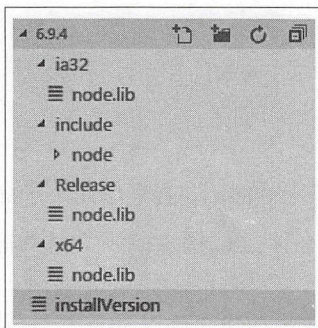 6.9.4
ia32
node.lib
include
node
Release
node.lib
x64
node.lib
installVersion